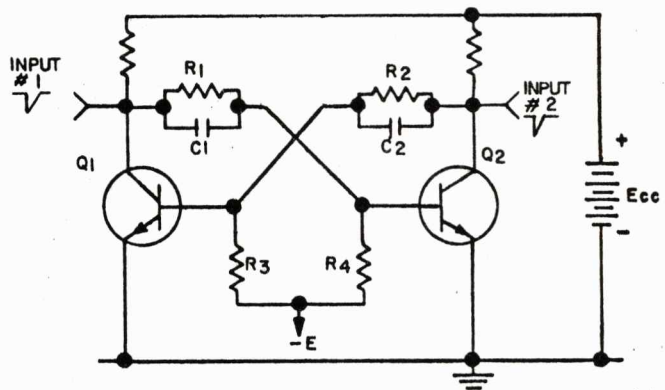 INPUT
# 1
R1
C1
R2
C2
INPUT
# 2
Q1
Q2
+
Ecc
-
R3
R4
-E